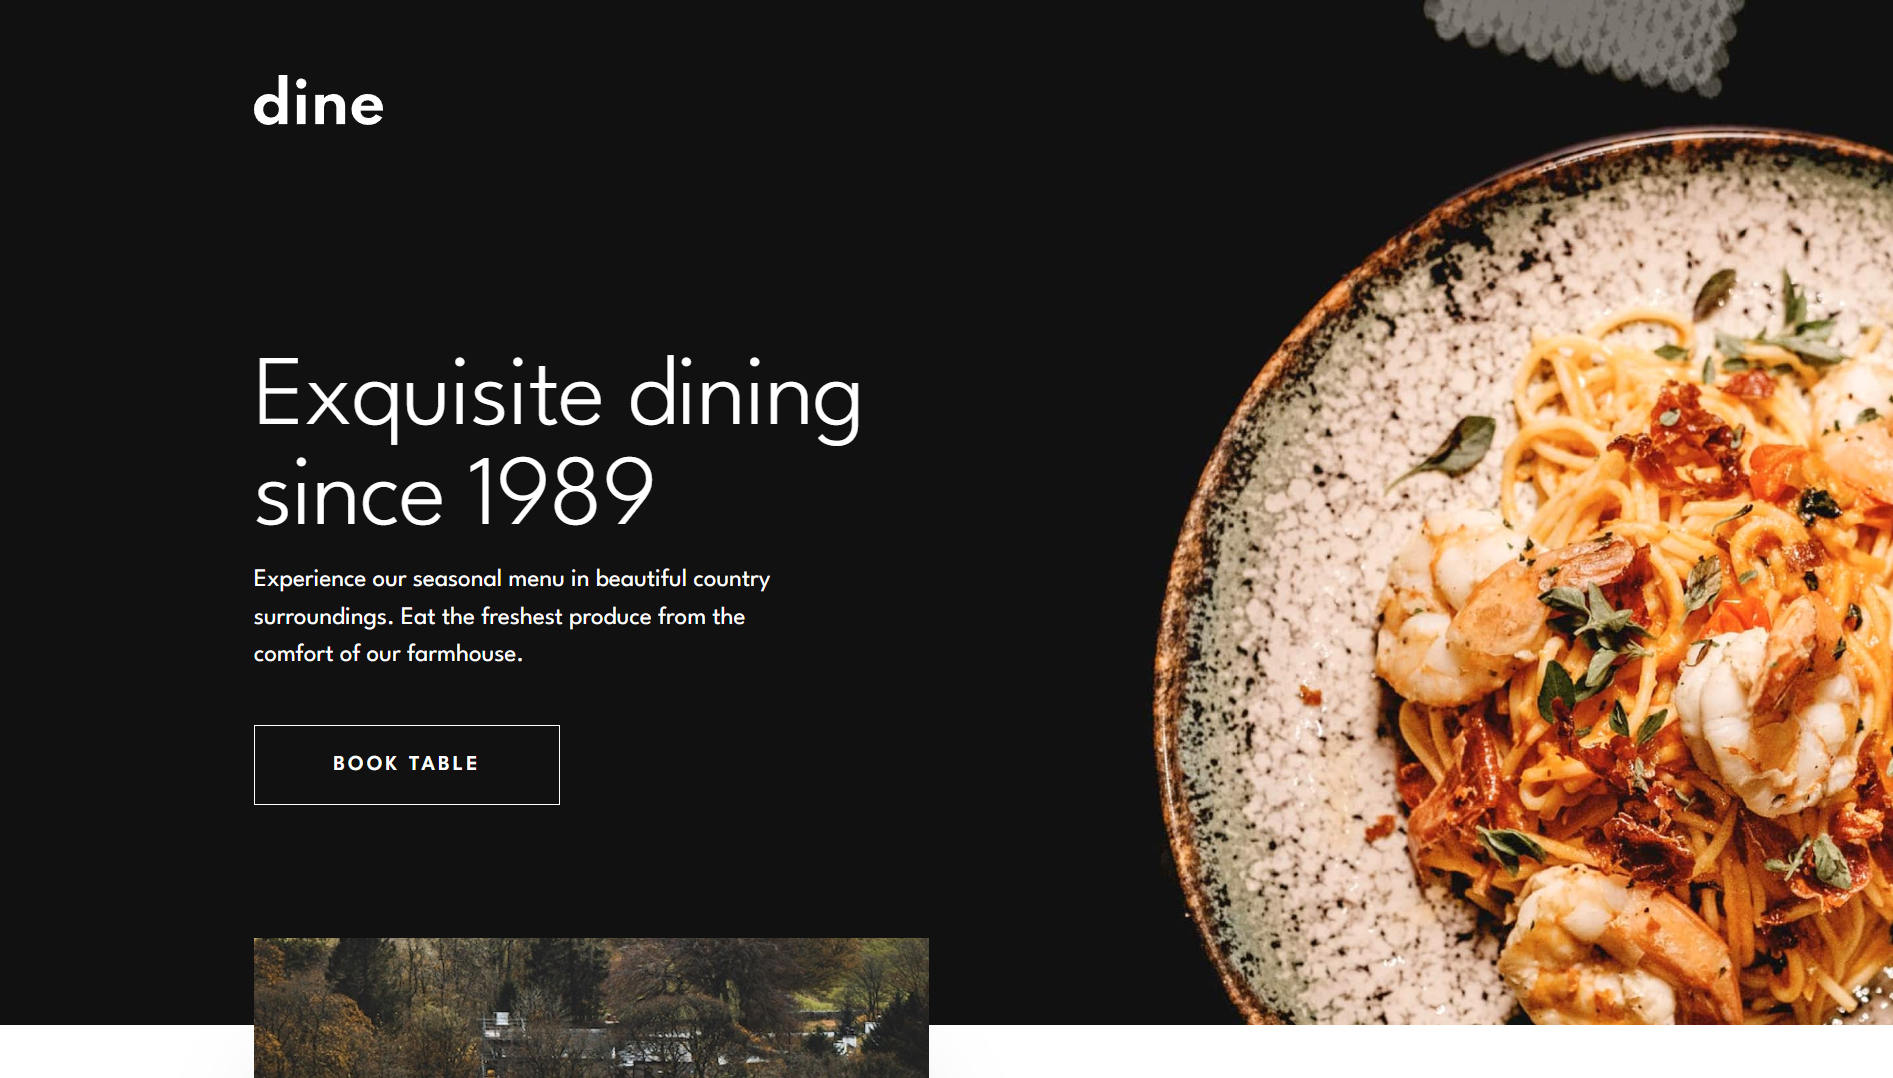 dine
Exquisite dining
since 1989
Experience our seasonal menu in beautiful country
surroundings. Eat the freshest produce from the
comfort of our farmhouse.
BOOK TABLE